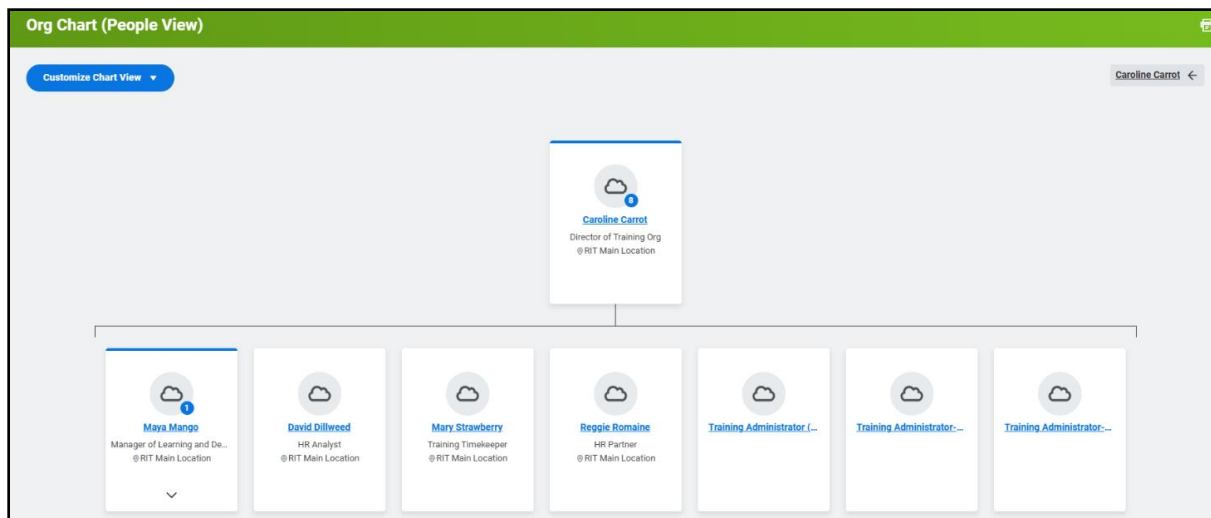 Org Chart (People View)
Customize Chart View
Caroline Carrot
8
Caroline Carrot
Director of Training Org
RIT Main Location
1
Maya Mango
Manager of Learning and De...
RIT Main Location
David Dillweed
HR Analyst
RIT Main Location
Mary Strawberry
Training Timekeeper
RIT Main Location
Reggie Romaine
HR Partner
RIT Main Location
Training Administrator (...
Training Administrator-...
Training Administrator-...